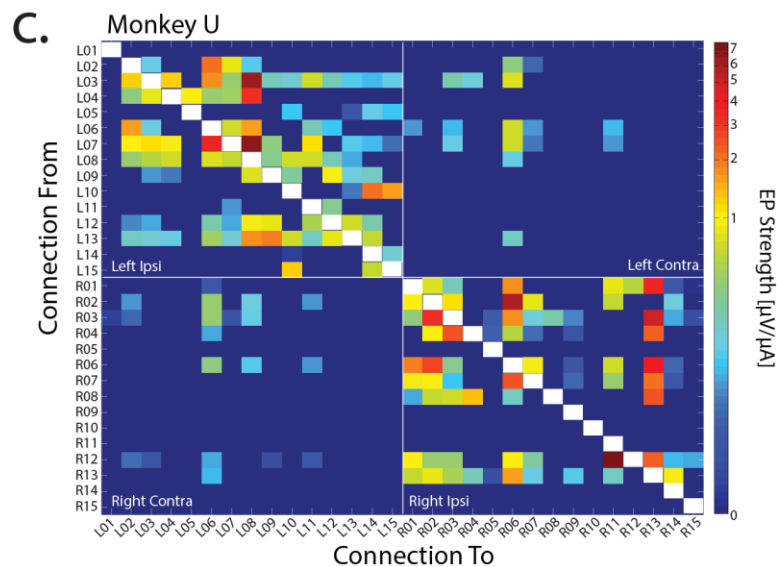 C.
Monkey U
Connection From
L01
L02
L03
L04
L05
L06
L07
L08
L09
L10
L11
L12
L13
L14
L15
R01
R02
R03
R04
R05
R06
R07
R08
R09
R10
R11
R12
R13
R14
R15
Left Ipsi
Left Contra
Right Contra
Right Ipsi
L01 L02 L03 L04 L05 L06 L07 L08 L09 L10 L11 L12 L13 L14 L15 R01 R02 R03 R04 R05 R06 R07 R08 R09 R10 R11 R12 R13 R14 R15
Connection To
7
6
5
4
3
2
1
0
EP Strength [µV/µA]